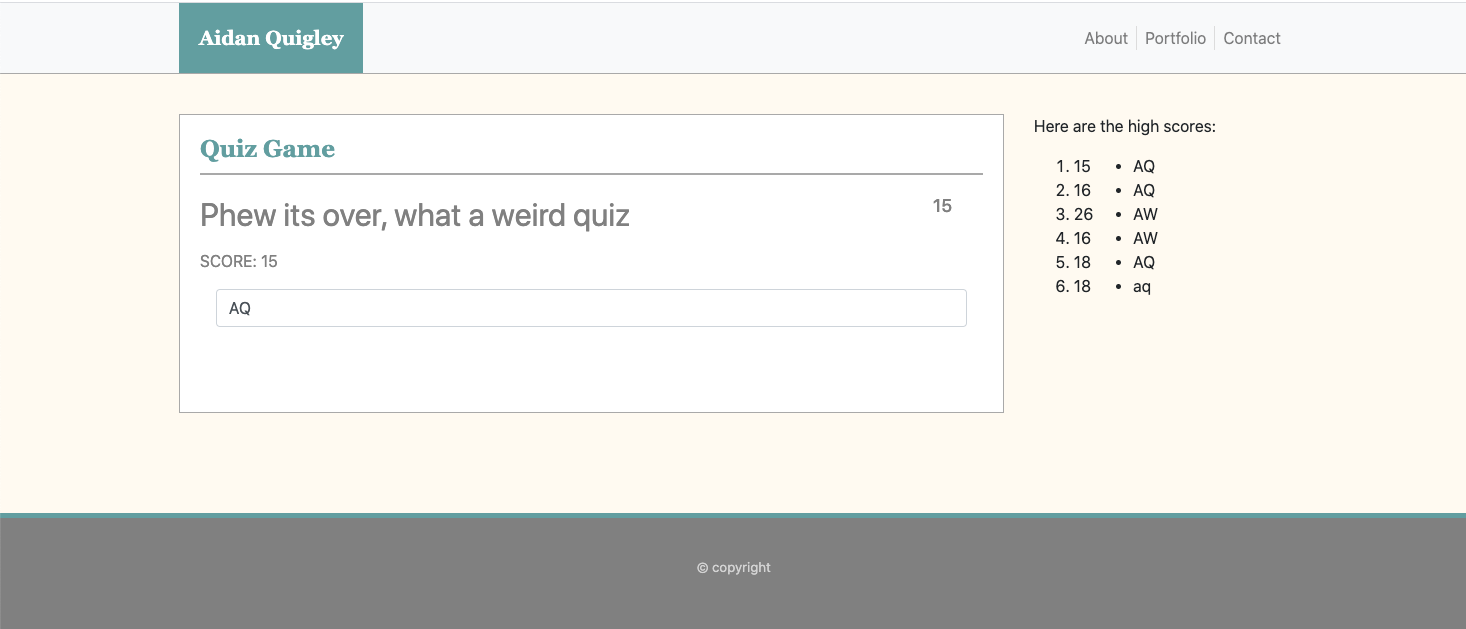 Aidan Quigley
About Portfolio Contact
Quiz Game
Phew its over, what a weird quiz 15
SCORE: 15
AQ
Here are the high scores:
1. 15 • AQ
2. 16 • AQ
3. 26 • AW
4. 16 • AW
5. 18 • AQ
6. 18 • aq
© copyright